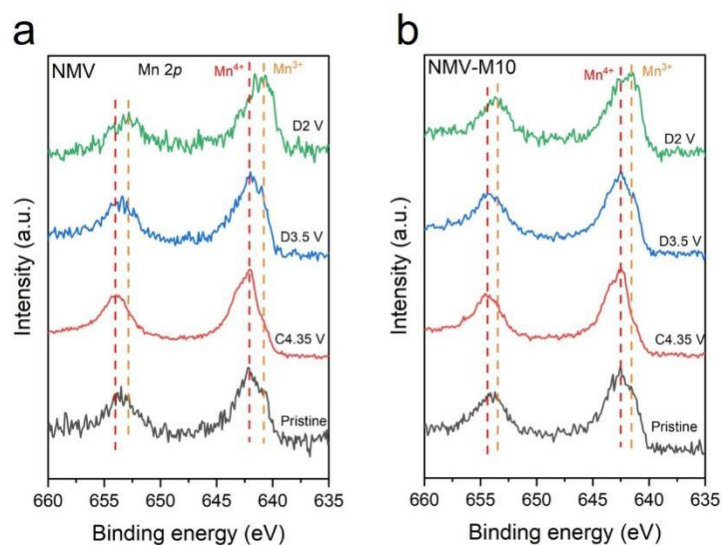 a
NMV
Mn 2p
Mn⁴⁺
Mn³⁺
D2 V
D3.5 V
C4.35 V
Pristine
Intensity (a.u.)
660 655 650 645 640 635
Binding energy (eV)
b
NMV-M10
Mn⁴⁺
Mn³⁺
D2 V
D3.5 V
C4.35 V
Pristine
Intensity (a.u.)
660 655 650 645 640 635
Binding energy (eV)